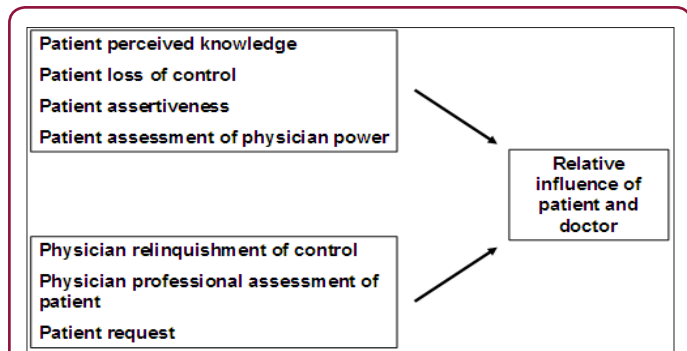 Patient perceived knowledge
Patient loss of control
Patient assertiveness
Patient assessment of physician power
Relative
influence of
patient and
doctor
Physician relinquishment of control
Physician professional assessment of
patient
Patient request